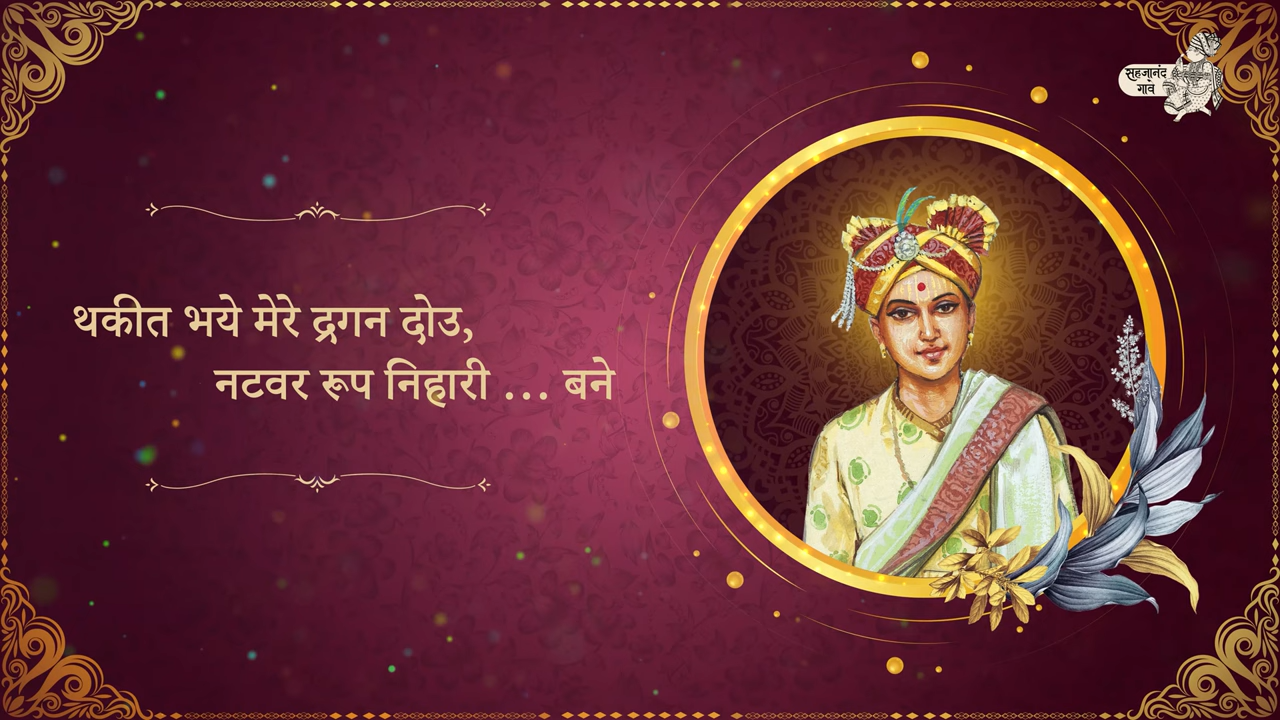 सहजानंद
गावे
थकीत भये मेरे द्रगन दोउ,
नटवर रूप निहारी ... बने